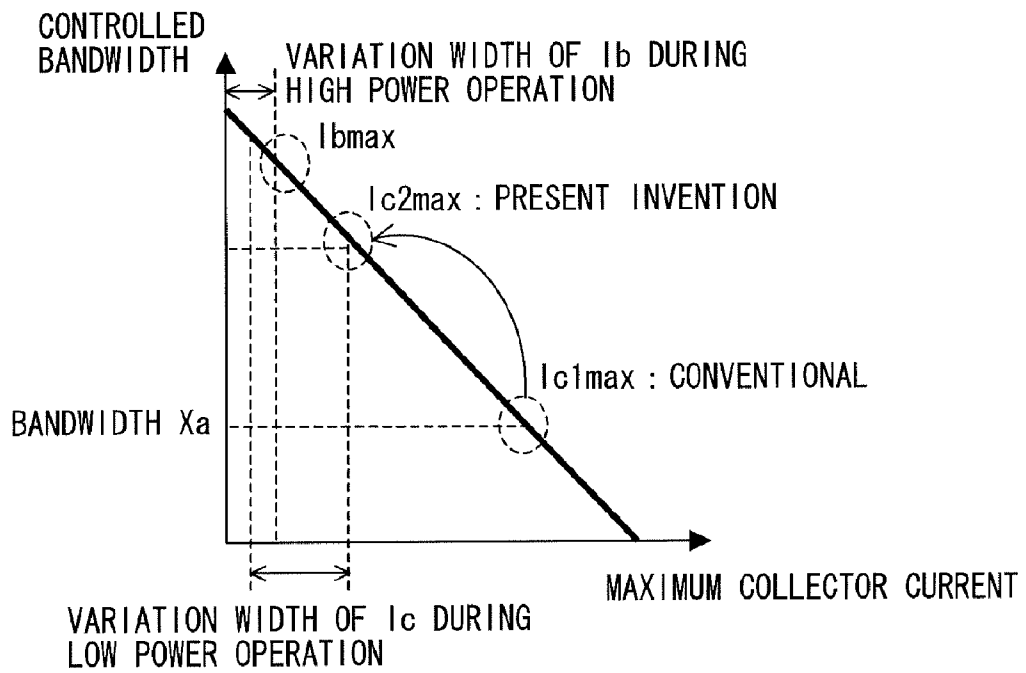 CONTROLLED
BANDWIDTH
VARIATION WIDTH OF Ib DURING
HIGH POWER OPERATION
Ibmax
Ic2max : PRESENT INVENTION
Ic1max : CONVENTIONAL
BANDWIDTH Xa
MAXIMUM COLLECTOR CURRENT
VARIATION WIDTH OF Ic DURING
LOW POWER OPERATION